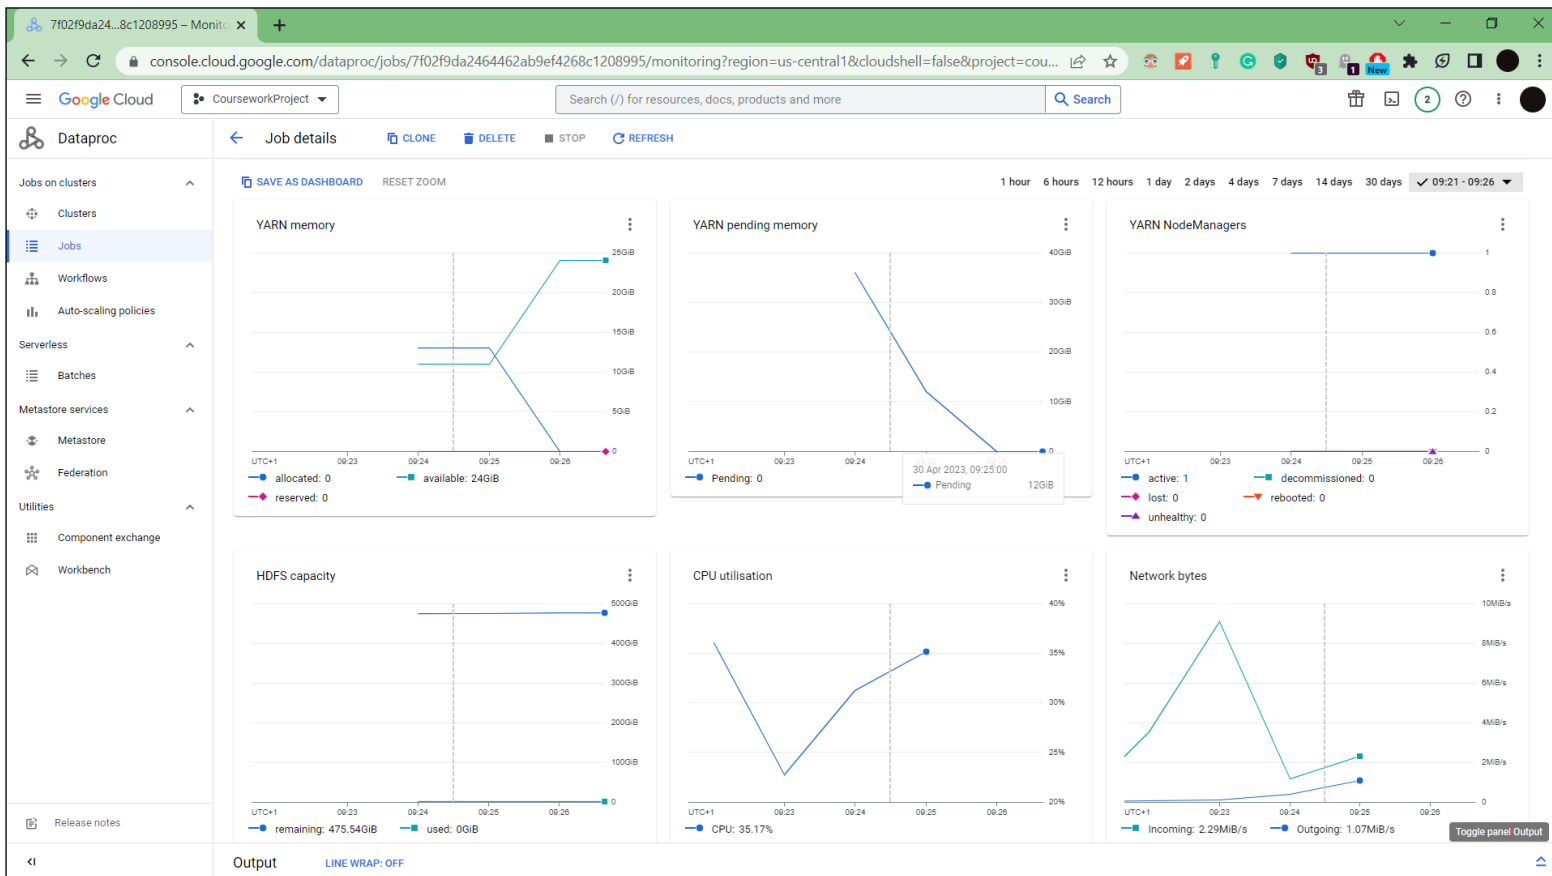 7f02f9da24...8c1208995 – Monito
console.cloud.google.com/dataproc/jobs/7f02f9da2464462ab9ef4268c1208995/monitoring?region=us-central1&cloudshell=false&project=cou...
3
1
New
Google Cloud
CourseworkProject
Search (/) for resources, docs, products and more
Search
2
Dataproc
Job details
CLONE
DELETE
STOP
REFRESH
Jobs on clusters
Clusters
Jobs
Workflows
Auto-scaling policies
Serverless
Batches
Metastore services
Metastore
Federation
Utilities
Component exchange
Workbench
Release notes
SAVE AS DASHBOARD
RESET ZOOM
1 hour 6 hours 12 hours 1 day 2 days 4 days 7 days 14 days 30 days 09:21 - 09:26
YARN memory
25GiB
20GiB
15GiB
10GiB
5GiB
0
UTC+1 09:23 09:24 09:25 09:26
allocated: 0 available: 24GiB
reserved: 0
YARN pending memory
40GiB
30GiB
20GiB
10GiB
0
UTC+1 09:23 09:24
30 Apr 2023, 09:25:00
Pending 12GiB
Pending: 0
YARN NodeManagers
1
0.8
0.6
0.4
0.2
0
UTC+1 09:23 09:24 09:25 09:26
active: 1 decommissioned: 0
lost: 0 rebooted: 0
unhealthy: 0
HDFS capacity
500GiB
400GiB
300GiB
200GiB
100GiB
0
UTC+1 09:23 09:24 09:25 09:26
remaining: 475.54GiB used: 0GiB
CPU utilisation
40%
35%
30%
25%
20%
UTC+1 09:23 09:24 09:25 09:26
CPU: 35.17%
Network bytes
10MiB/s
8MiB/s
6MiB/s
4MiB/s
2MiB/s
0
UTC+1 09:23 09:24 09:25 09:26
Incoming: 2.29MiB/s Outgoing: 1.07MiB/s
Toggle panel Output
Output
LINE WRAP: OFF